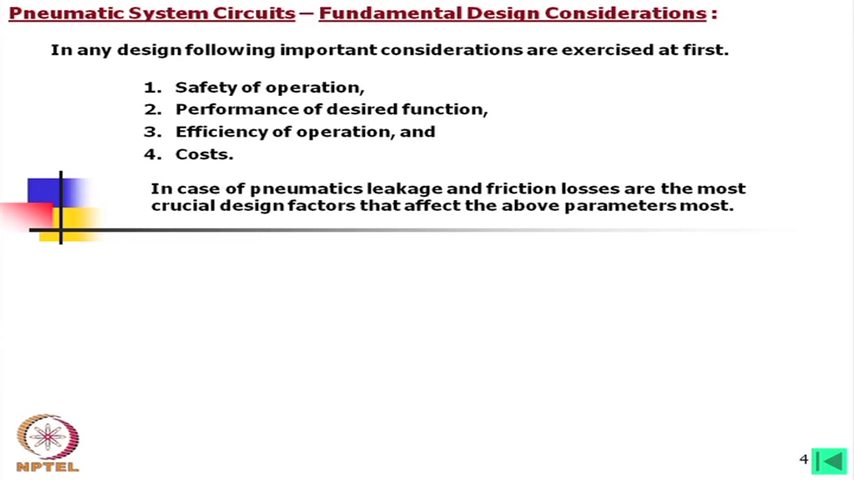 Pneumatic System Circuits – Fundamental Design Considerations :
In any design following important considerations are exercised at first.
1. Safety of operation,
2. Performance of desired function,
3. Efficiency of operation, and
4. Costs.
In case of pneumatics leakage and friction losses are the most
crucial design factors that affect the above parameters most.
NPTEL
4